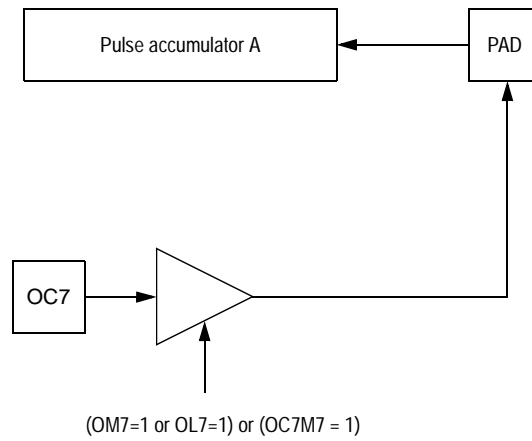 Pulse accumulator A
PAD
OC7
(OM7=1 or OL7=1) or (OC7M7 = 1)